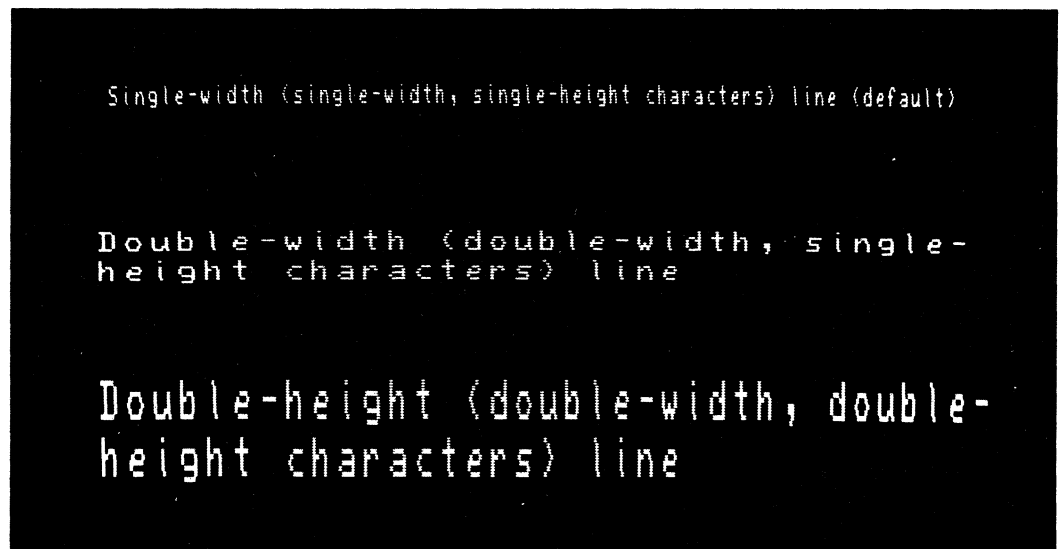 Single-width (single-width, single-height characters) line (default)
Double-width (double-width, single-
height characters) line
Double-height (double-width, double-
height characters) line